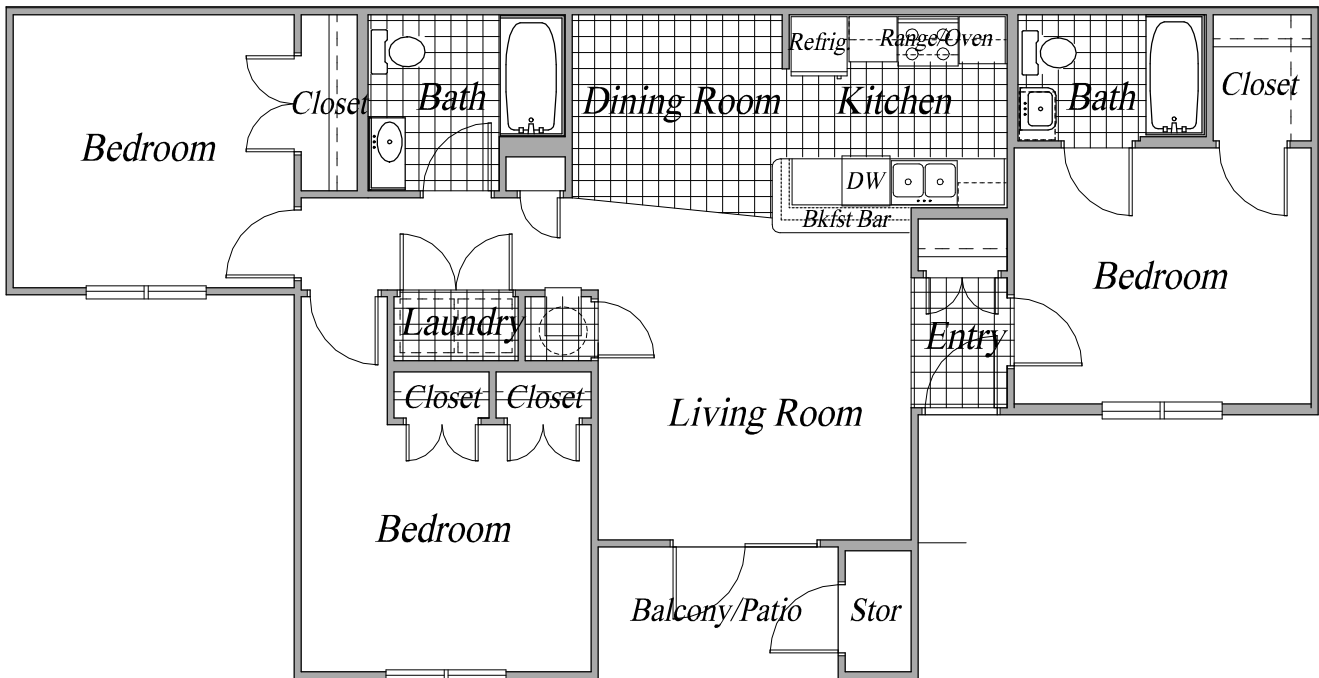 Refrig.
Range/Oven
Closet
Bath
Dining Room
Kitchen
Bath
Closet
Bedroom
DW
Bkfst Bar
Bedroom
Laundry
Entry
Closet
Closet
Living Room
Bedroom
Balcony/Patio
Stor